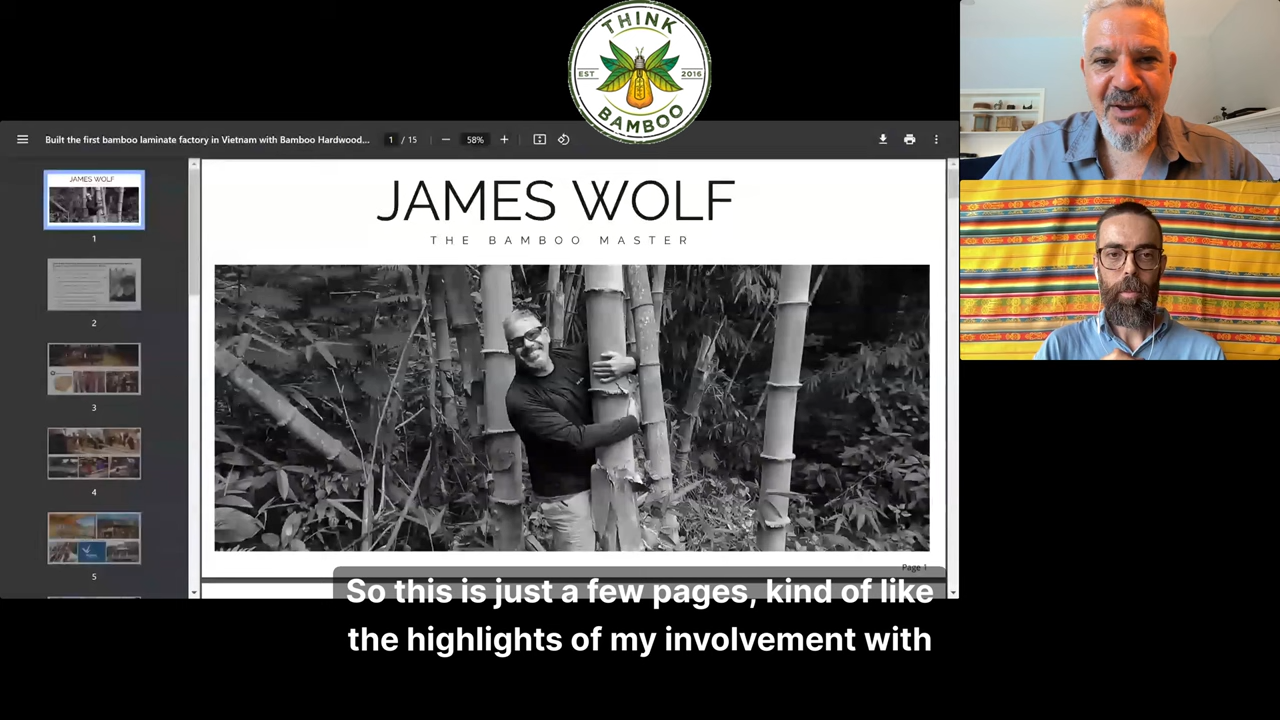 THINK
EST 2016
BAMBOO
Built the first bamboo laminate factory in Vietnam with Bamboo Hardwood...
1 / 15
58%
JAMES WOLF
1
2
3
4
5
JAMES WOLF
THE BAMBOO MASTER
Page 1
So this is just a few pages, kind of like
the highlights of my involvement with